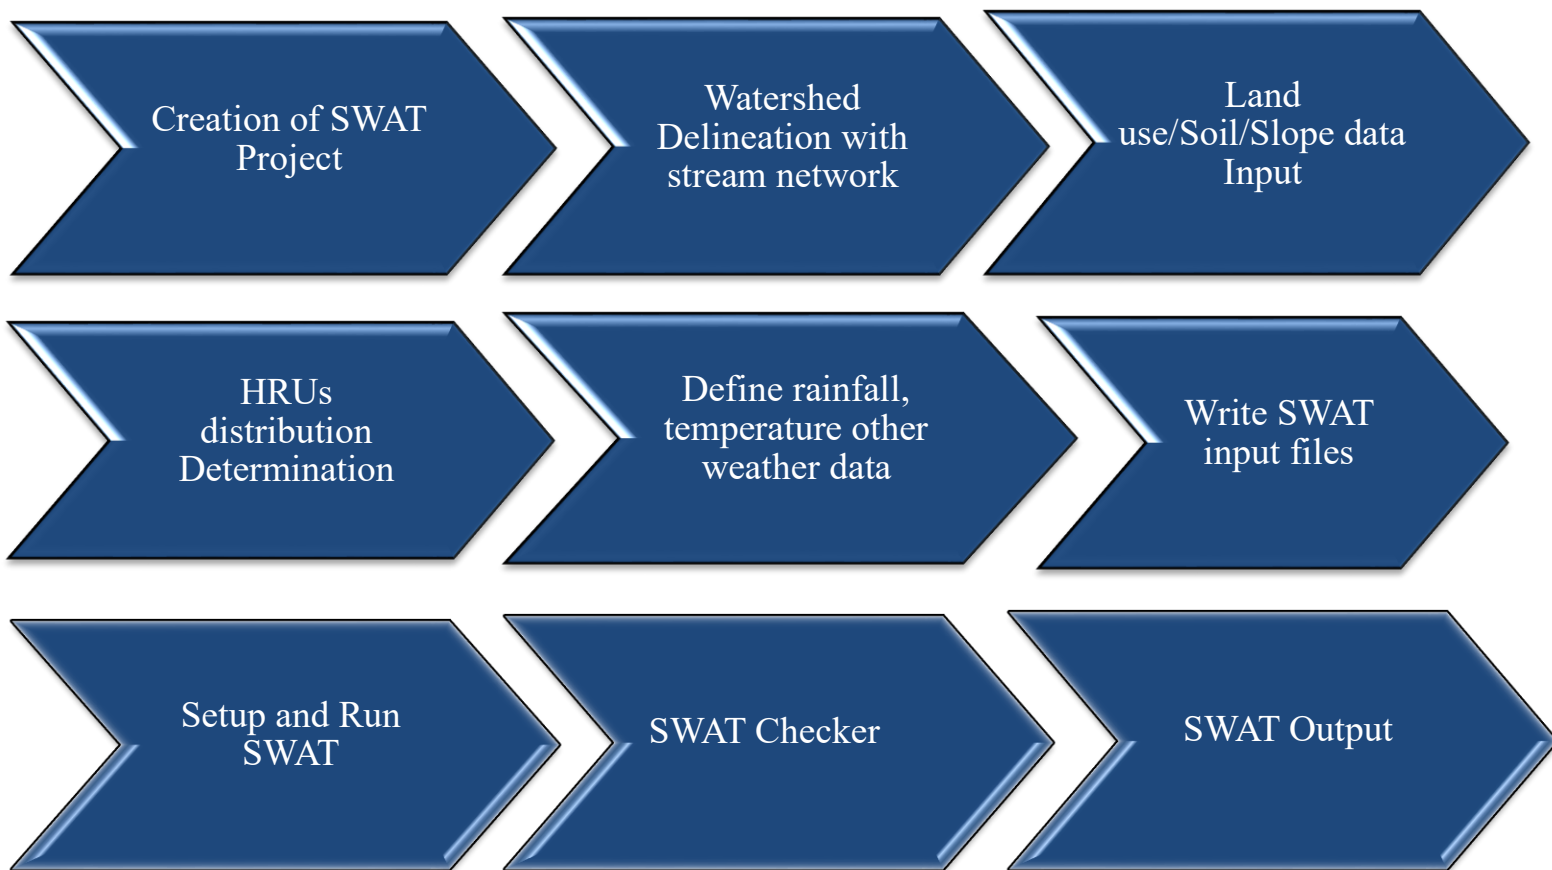 Creation of SWAT
Project
Watershed
Delineation with
stream network
Land
use/Soil/Slope data
Input
HRUs
distribution
Determination
Define rainfall,
temperature other
weather data
Write SWAT
input files
Setup and Run
SWAT
SWAT Checker
SWAT Output